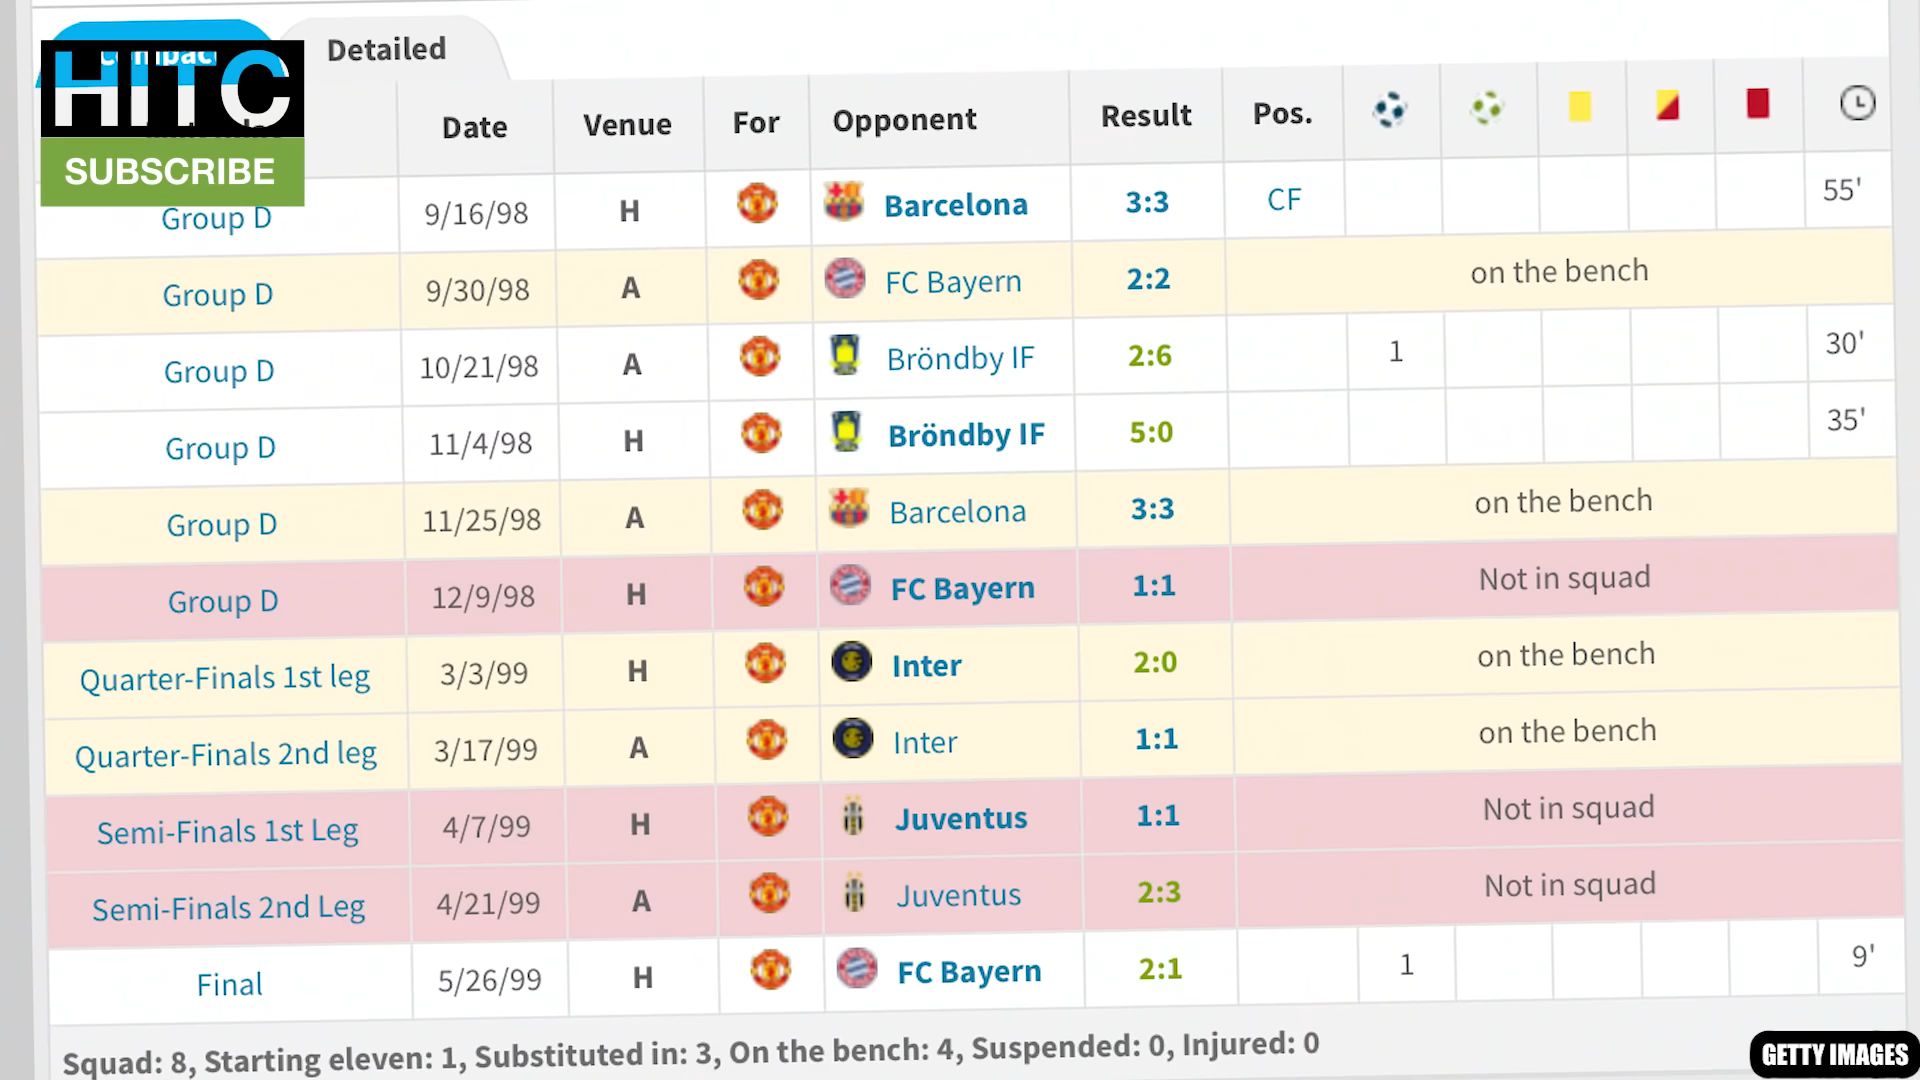 Compact
Detailed
HITC
SUBSCRIBE
Date Venue For Opponent Result Pos.
Group D 9/16/98 H Barcelona 3:3 CF 55'
Group D 9/30/98 A FC Bayern 2:2 on the bench
Group D 10/21/98 A Bröndby IF 2:6 1 30'
Group D 11/4/98 H Bröndby IF 5:0 35'
Group D 11/25/98 A Barcelona 3:3 on the bench
Group D 12/9/98 H FC Bayern 1:1 Not in squad
Quarter-Finals 1st leg 3/3/99 H Inter 2:0 on the bench
Quarter-Finals 2nd leg 3/17/99 A Inter 1:1 on the bench
Semi-Finals 1st Leg 4/7/99 H Juventus 1:1 Not in squad
Semi-Finals 2nd Leg 4/21/99 A Juventus 2:3 Not in squad
Final 5/26/99 H FC Bayern 2:1 1 9'
Squad: 8, Starting eleven: 1, Substituted in: 3, On the bench: 4, Suspended: 0, Injured: 0
GETTY IMAGES